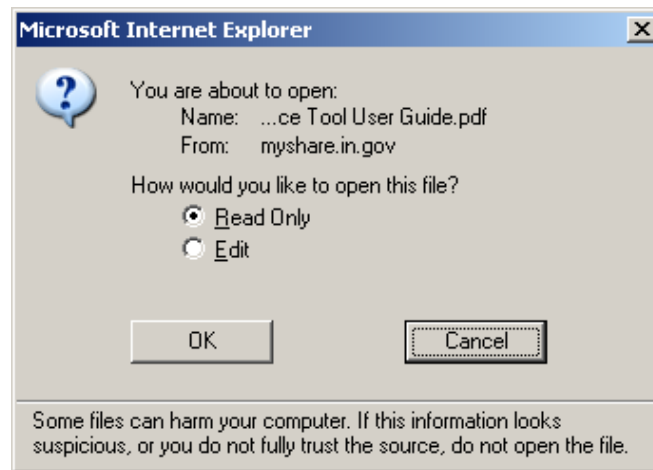 Microsoft Internet Explorer
You are about to open:
Name: ...ce Tool User Guide.pdf
From: myshare.in.gov
How would you like to open this file?
Read Only
Edit
OK Cancel
Some files can harm your computer. If this information looks
suspicious, or you do not fully trust the source, do not open the file.